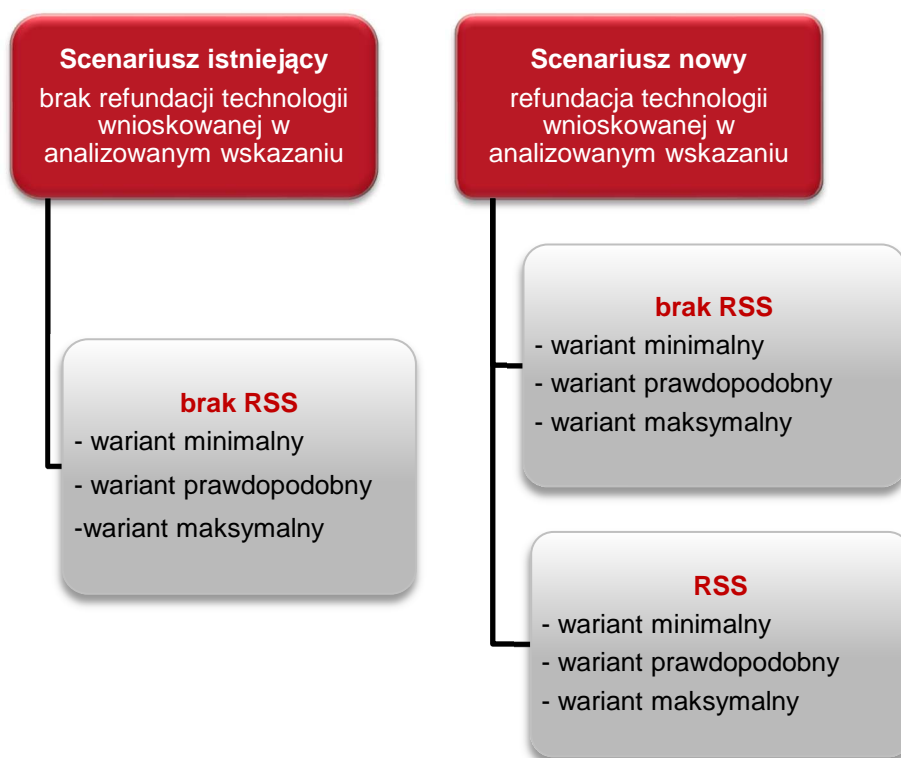 Scenariusz istniejący
brak refundacji technologii
wnioskowanej w
analizowanym wskazaniu
brak RSS
- wariant minimalny
- wariant prawdopodobny
-wariant maksymalny
Scenariusz nowy
refundacja technologii
wnioskowanej w
analizowanym wskazaniu
brak RSS
- wariant minimalny
- wariant prawdopodobny
- wariant maksymalny
RSS
- wariant minimalny
- wariant prawdopodobny
- wariant maksymalny